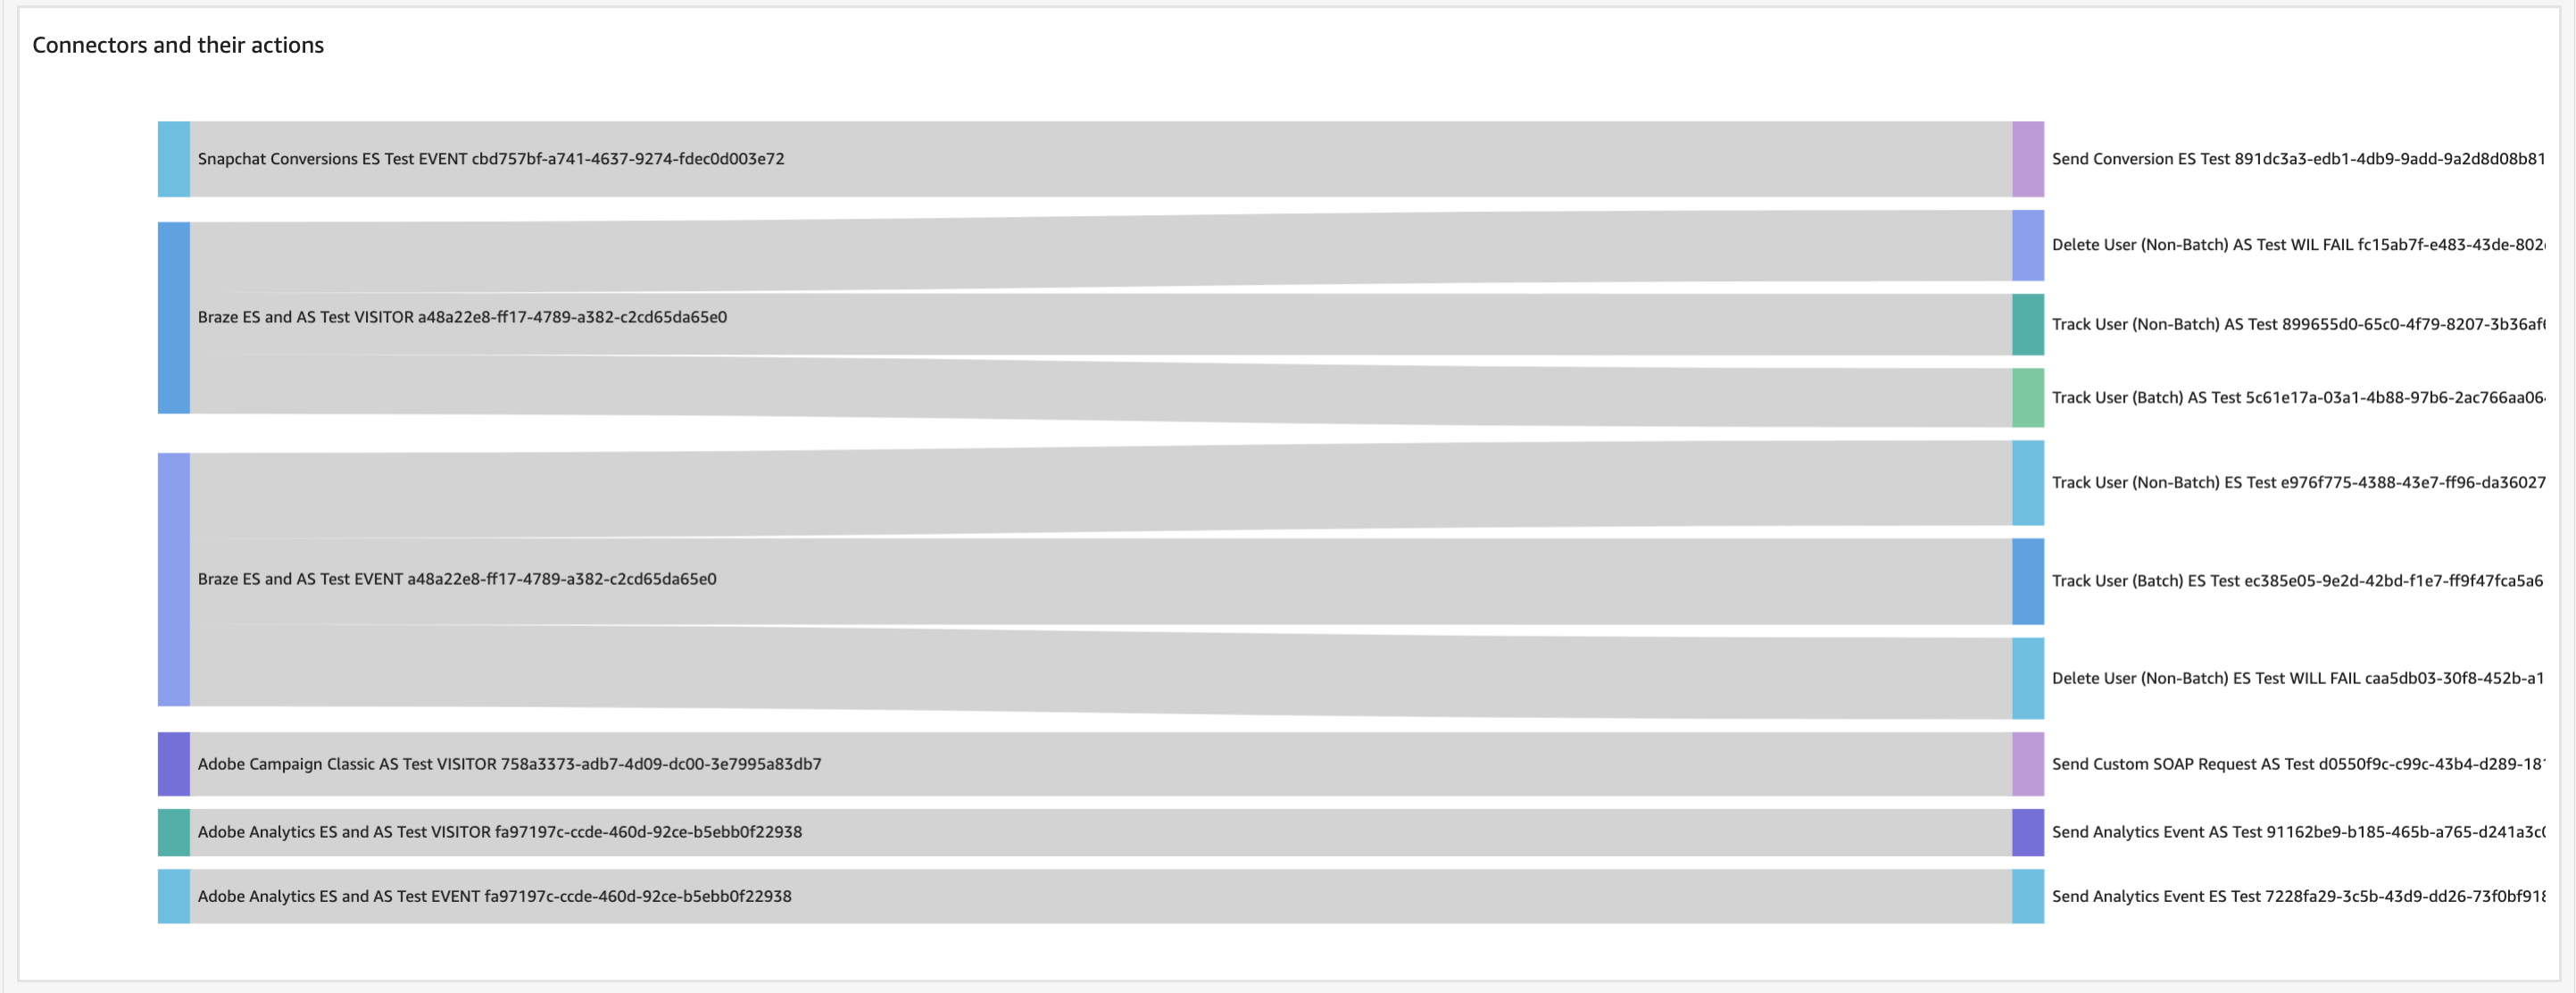 Connectors and their actions
Snapchat Conversions ES Test EVENT cbd757bf-a741-4637-9274-fdec0d003e72
Send Conversion ES Test 891dc3a3-edb1-4db9-9add-9a2d8d08b81
Delete User (Non-Batch) AS Test WIL FAIL fc15ab7f-e483-43de-802
Braze ES and AS Test VISITOR a48a22e8-ff17-4789-a382-c2cd65da65e0
Track User (Non-Batch) AS Test 899655d0-65c0-4f79-8207-3b36af
Track User (Batch) AS Test 5c61e17a-03a1-4b88-97b6-2ac766aa06
Track User (Non-Batch) ES Test e976f775-4388-43e7-ff96-da36027
Braze ES and AS Test EVENT a48a22e8-ff17-4789-a382-c2cd65da65e0
Track User (Batch) ES Test ec385e05-9e2d-42bd-f1e7-ff9f47fca5a6
Delete User (Non-Batch) ES Test WILL FAIL caa5db03-30f8-452b-a1
Adobe Campaign Classic AS Test VISITOR 758a3373-adb7-4d09-dc00-3e7995a83db7
Send Custom SOAP Request AS Test d0550f9c-c99c-43b4-d289-18
Adobe Analytics ES and AS Test VISITOR fa97197c-ccde-460d-92ce-b5ebb0f22938
Send Analytics Event AS Test 91162be9-b185-465b-a765-d241a3c
Adobe Analytics ES and AS Test EVENT fa97197c-ccde-460d-92ce-b5ebb0f22938
Send Analytics Event ES Test 7228fa29-3c5b-43d9-dd26-73f0bf91